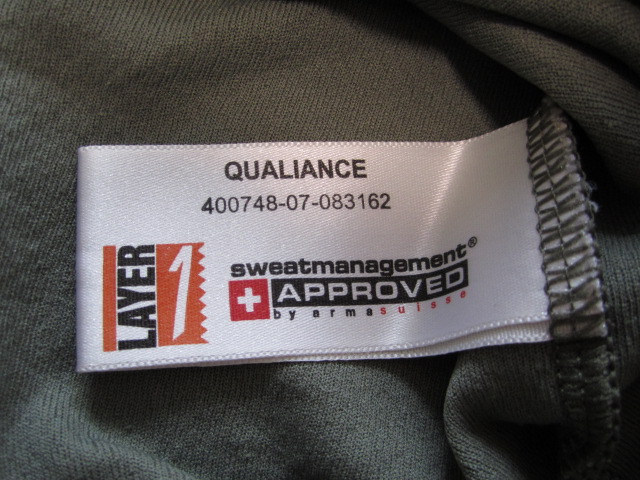 QUALIANCE
400748-07-083162
LAYER 1
sweatmanagement®
APPROVED
by armasuisse